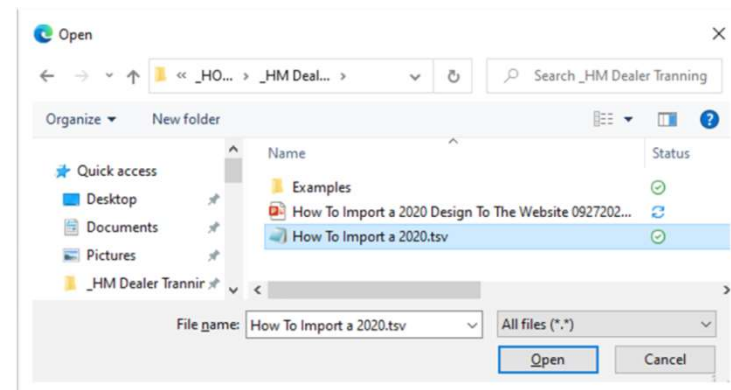 Open
« _HO... › _HM Deal... › Search _HM Dealer Tranning
Organize New folder
Name Status
Quick access
Desktop
Documents
Pictures
_HM Dealer Trannir
Examples
How To Import a 2020 Design To The Website 0927202...
How To Import a 2020.tsv
File name: How To Import a 2020.tsv All files (*.*)
Open Cancel